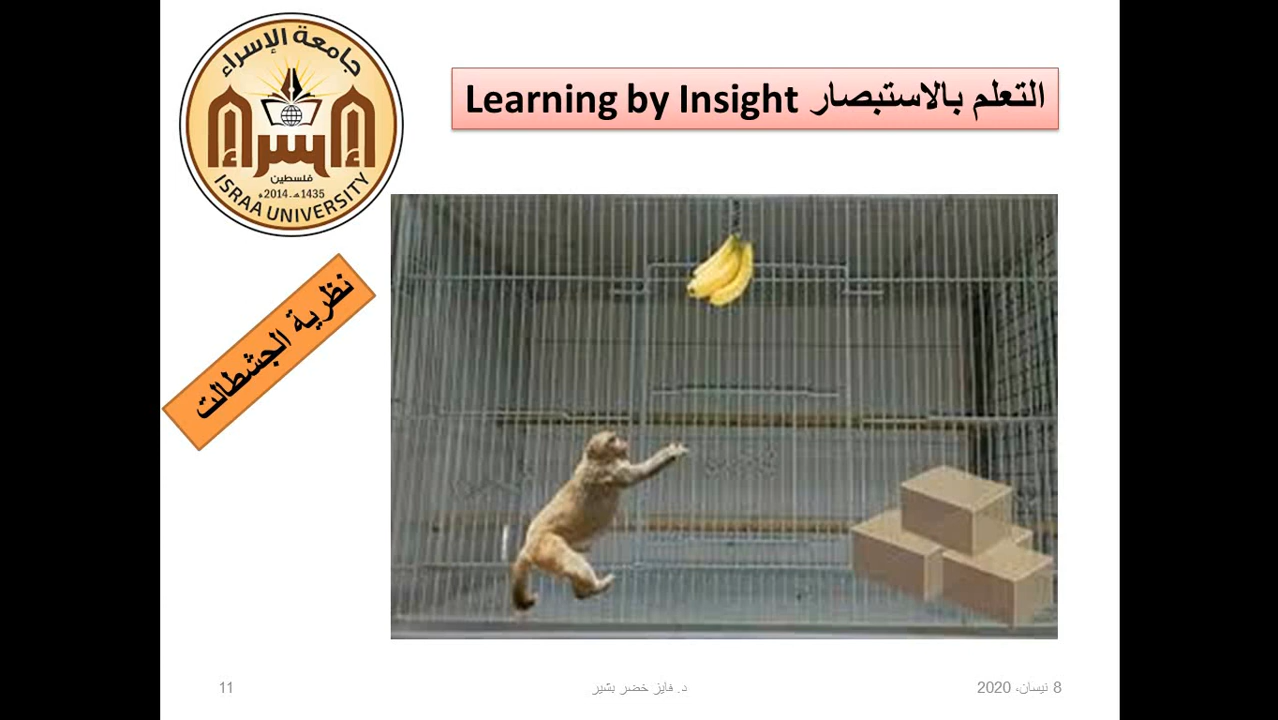 جامعة الإسراء
الإسراء
فلسطين
1435هـ-2014م
ISRAA UNIVERSITY
التعلم بالاستبصار Learning by Insight
نظرية الجشطالت
8 نيسان، 2020
د. فايز خضر بشير
11